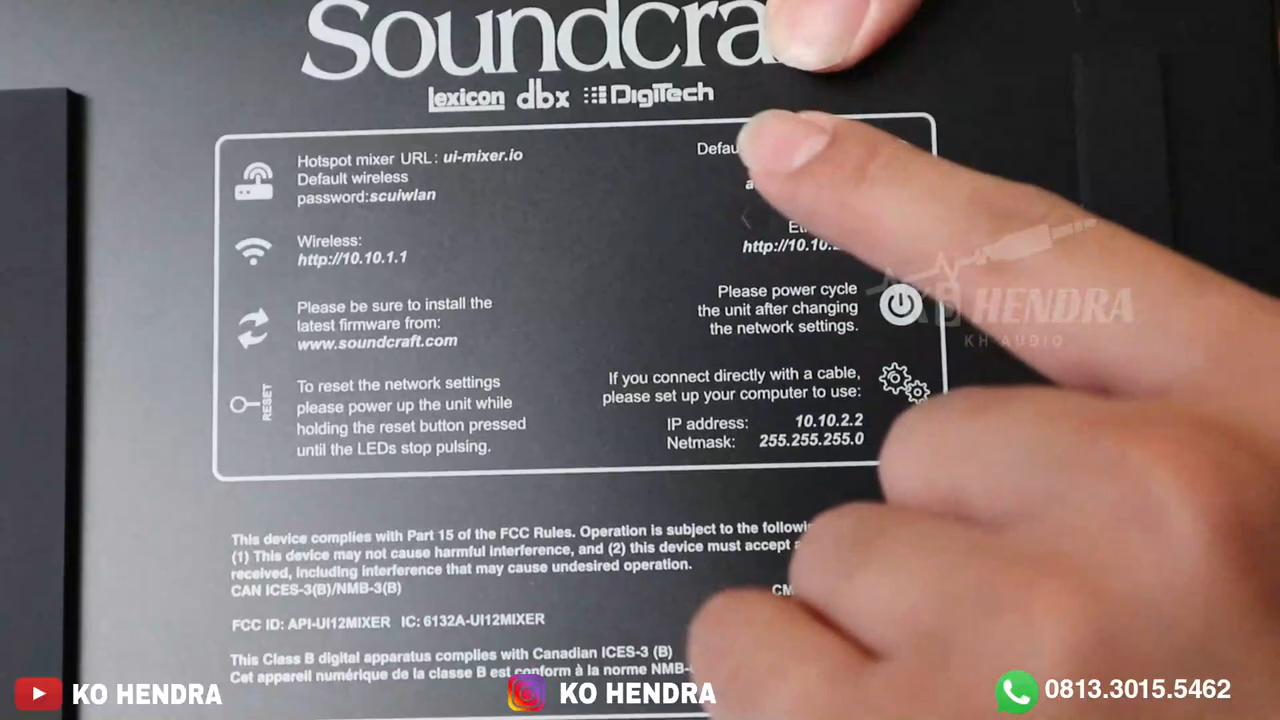 Soundcra
lexicon dbx DigiTech
Hotspot mixer URL: ui-mixer.io
Default wireless
password:scuiwlan
Wireless:
http://10.10.1.1
Please be sure to install the
latest firmware from:
www.soundcraft.com
RESET
To reset the network settings
please power up the unit while
holding the reset button pressed
until the LEDs stop pulsing.
Defau
http://10.10.
Please power cycle
the unit after changing
the network settings.
If you connect directly with a cable,
please set up your computer to use:
IP address: 10.10.2.2
Netmask: 255.255.255.0
KO HENDRA
KH AUDIO
This device complies with Part 15 of the FCC Rules. Operation is subject to the followi
(1) This device may not cause harmful interference, and (2) this device must accept
received, including interference that may cause undesired operation.
CAN ICES-3(B)/NMB-3(B)
CM
FCC ID: API-UI12MIXER IC: 6132A-UI12MIXER
This Class B digital apparatus complies with Canadian ICES-3 (B)
Cet appareil numérique de la classe B est conform à la norme NMB-
KO HENDRA
KO HENDRA
0813.3015.5462